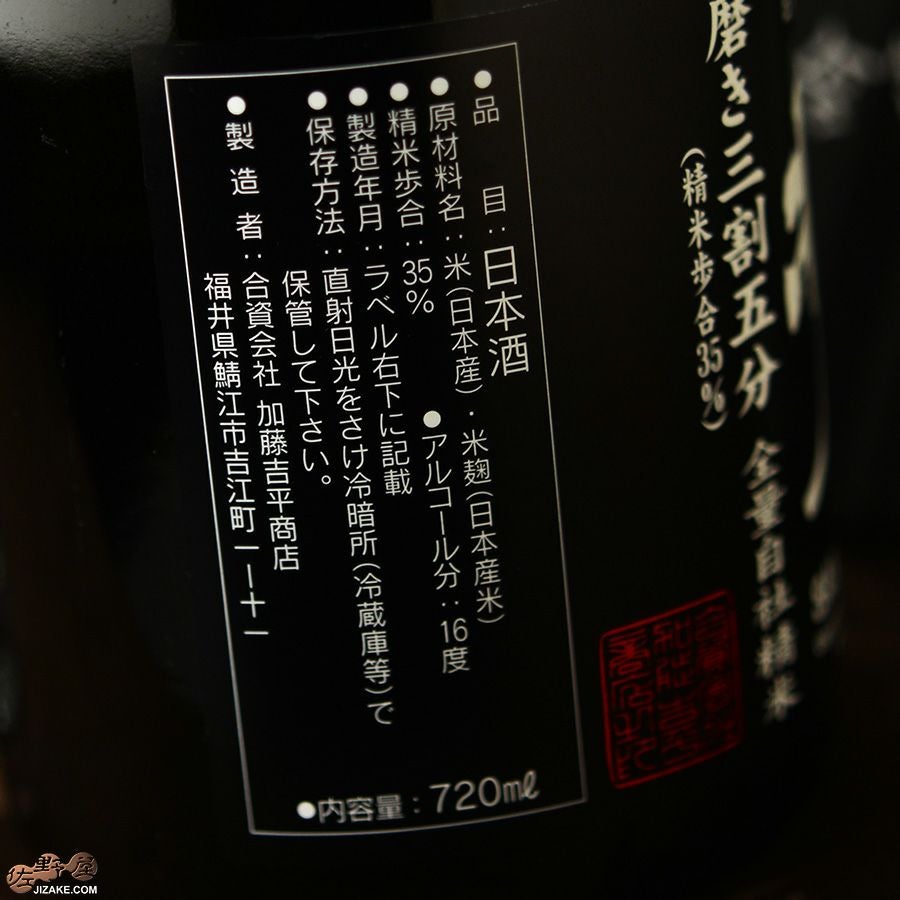 磨き三割五分
(精米歩合35%)
全量自社精米
●品　目：日本酒
●原材料名：米(日本産)・米麹(日本産米)
●精米歩合：35%　●アルコール分：16度
●製造年月：ラベル右下に記載
●保存方法：直射日光をさけ冷暗所(冷蔵庫等)で
保管して下さい。
●製造者：合資会社 加藤吉平商店
福井県鯖江市吉江町一ー十一
●内容量：720mℓ
佐野屋
JIZAKE.COM